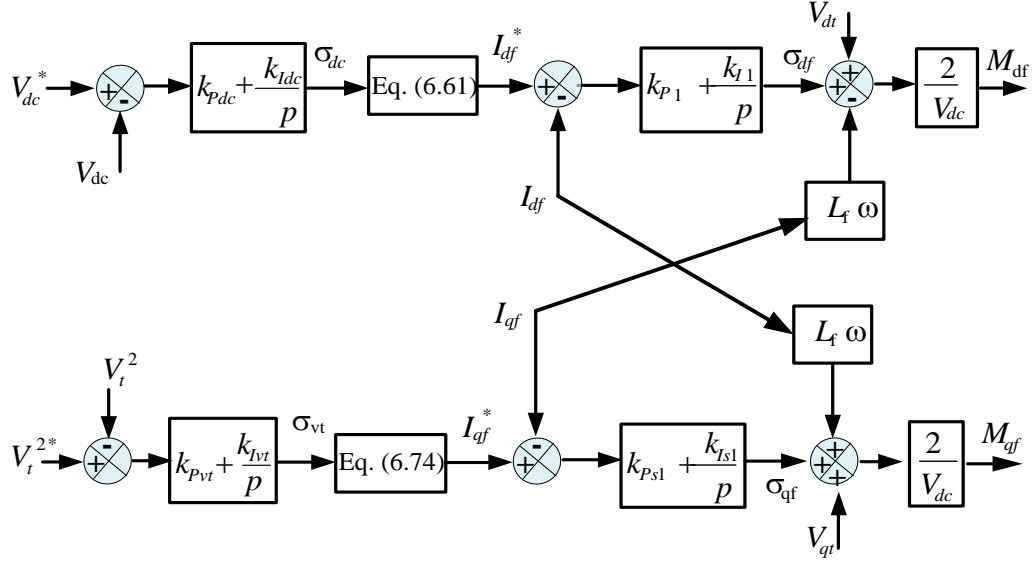 V_dt
V_dc^* + - k_Pdc + k_Idc / p σ_dc Eq. (6.61) I_df^* + - k_P1 + k_I1 / p σ_df + + - 2 / V_dc M_df
V_dc
I_df
L_f ω
I_qf
L_f ω
V_t^2
V_t^2* + - k_Pvt + k_Ivt / p σ_vt Eq. (6.74) I_qf^* + - k_Ps1 + k_Is1 / p σ_qf + + + 2 / V_dc M_qf
V_qt